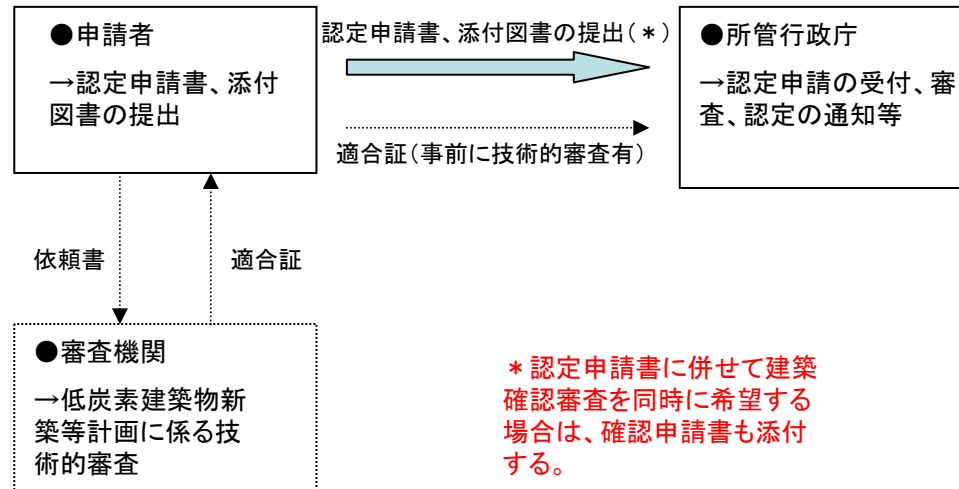 ●申請者
→認定申請書、添付
図書の提出
認定申請書、添付図書の提出(＊)
適合証(事前に技術的審査有)
●所管行政庁
→認定申請の受付、審
査、認定の通知等
依頼書
適合証
●審査機関
→低炭素建築物新
築等計画に係る技
術的審査
＊認定申請書に併せて建築
確認審査を同時に希望する
場合は、確認申請書も添付
する。